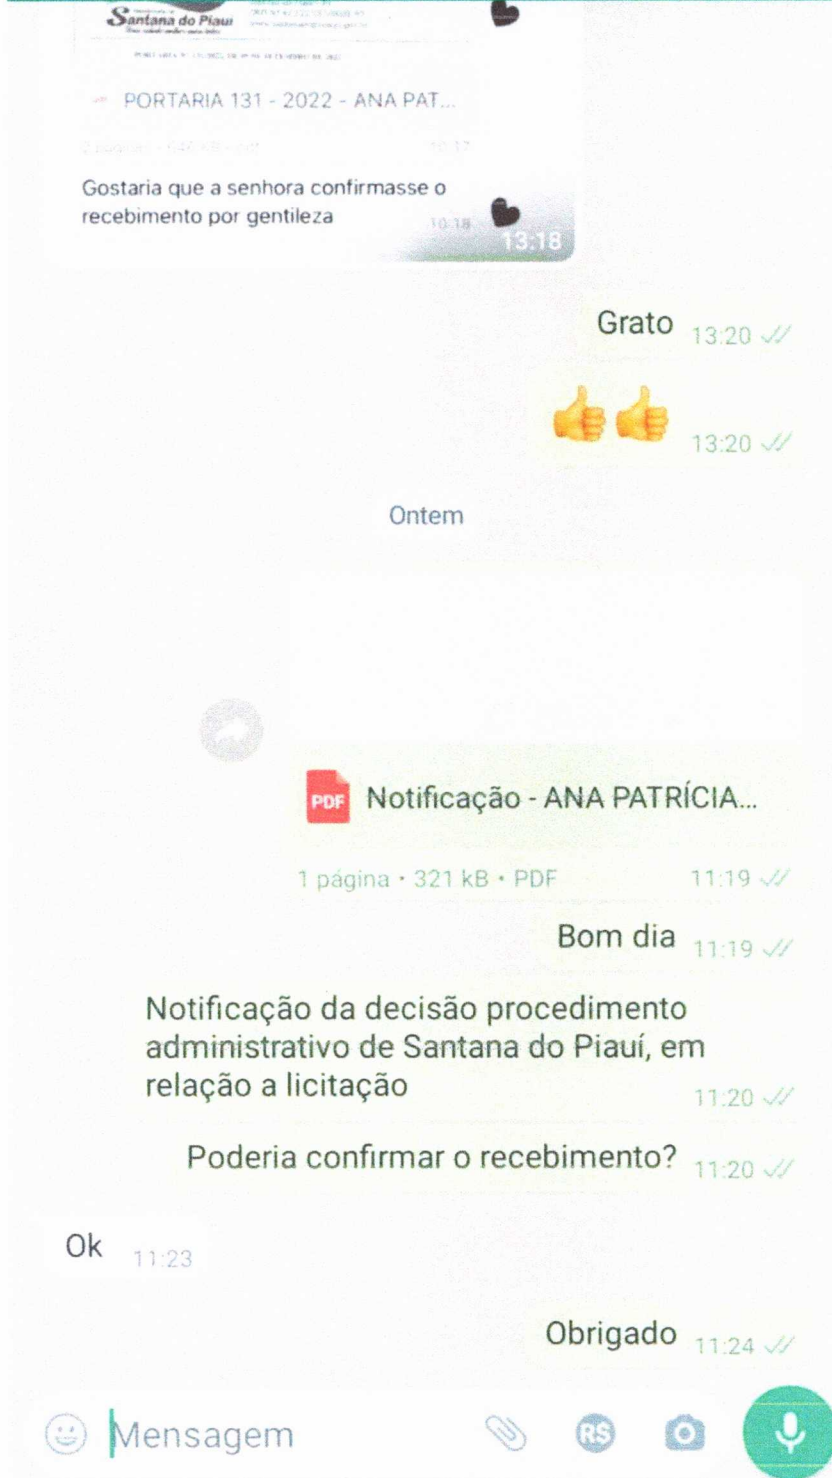 Santana do Piauí
PORTARIA 131 - 2022 - ANA PAT...
10:17
Gostaria que a senhora confirmasse o
recebimento por gentileza
10:18
13:18
Grato 13:20
13:20
Ontem
PDF Notificação - ANA PATRÍCIA...
1 página • 321 kB • PDF 11:19
Bom dia 11:19
Notificação da decisão procedimento
administrativo de Santana do Piauí, em
relação a licitação 11:20
Poderia confirmar o recebimento? 11:20
Ok 11:23
Obrigado 11:24
Mensagem R$